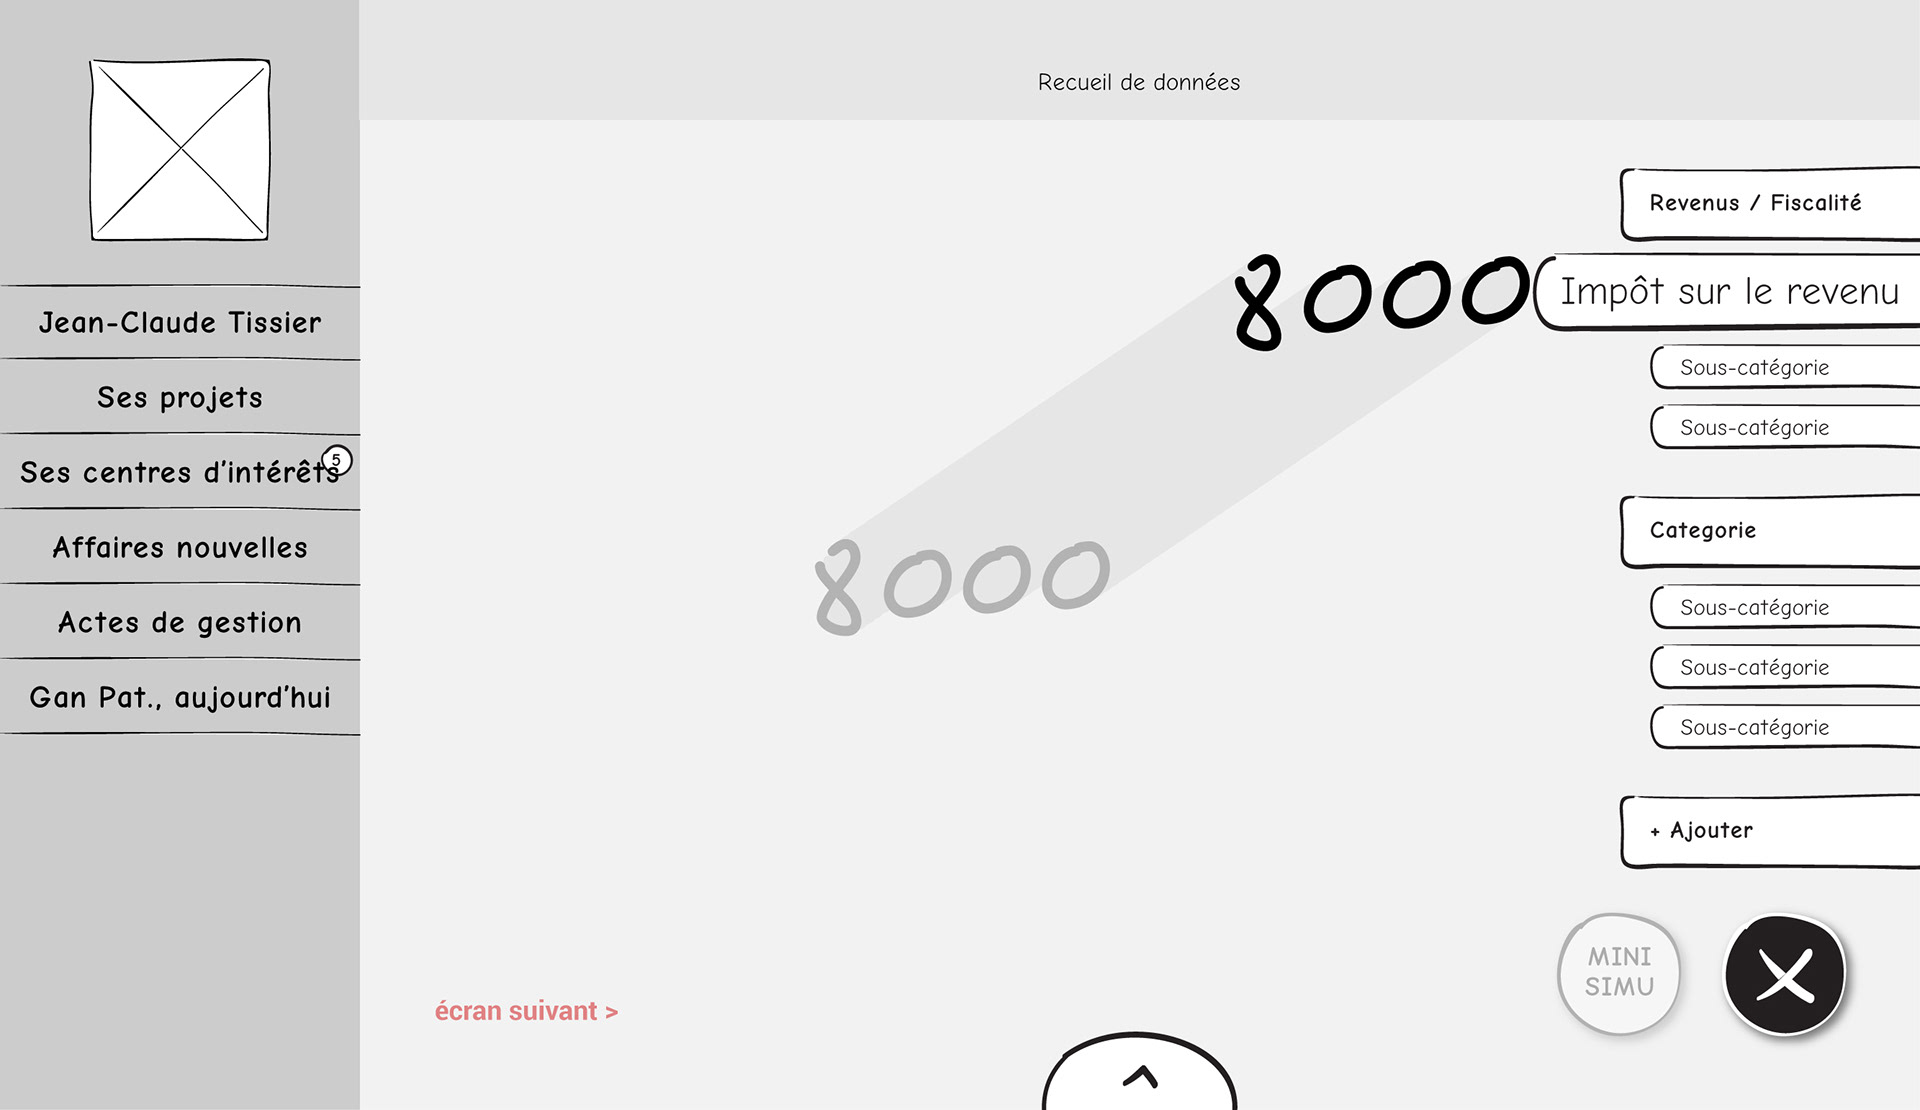 Recueil de données
Jean-Claude Tissier
Ses projets
Ses centres d'intérêts
5
Affaires nouvelles
Actes de gestion
Gan Pat., aujourd'hui
8000
8000
Revenus / Fiscalité
Impôt sur le revenu
Sous-catégorie
Sous-catégorie
Categorie
Sous-catégorie
Sous-catégorie
Sous-catégorie
+ Ajouter
MINI
SIMU
écran suivant >